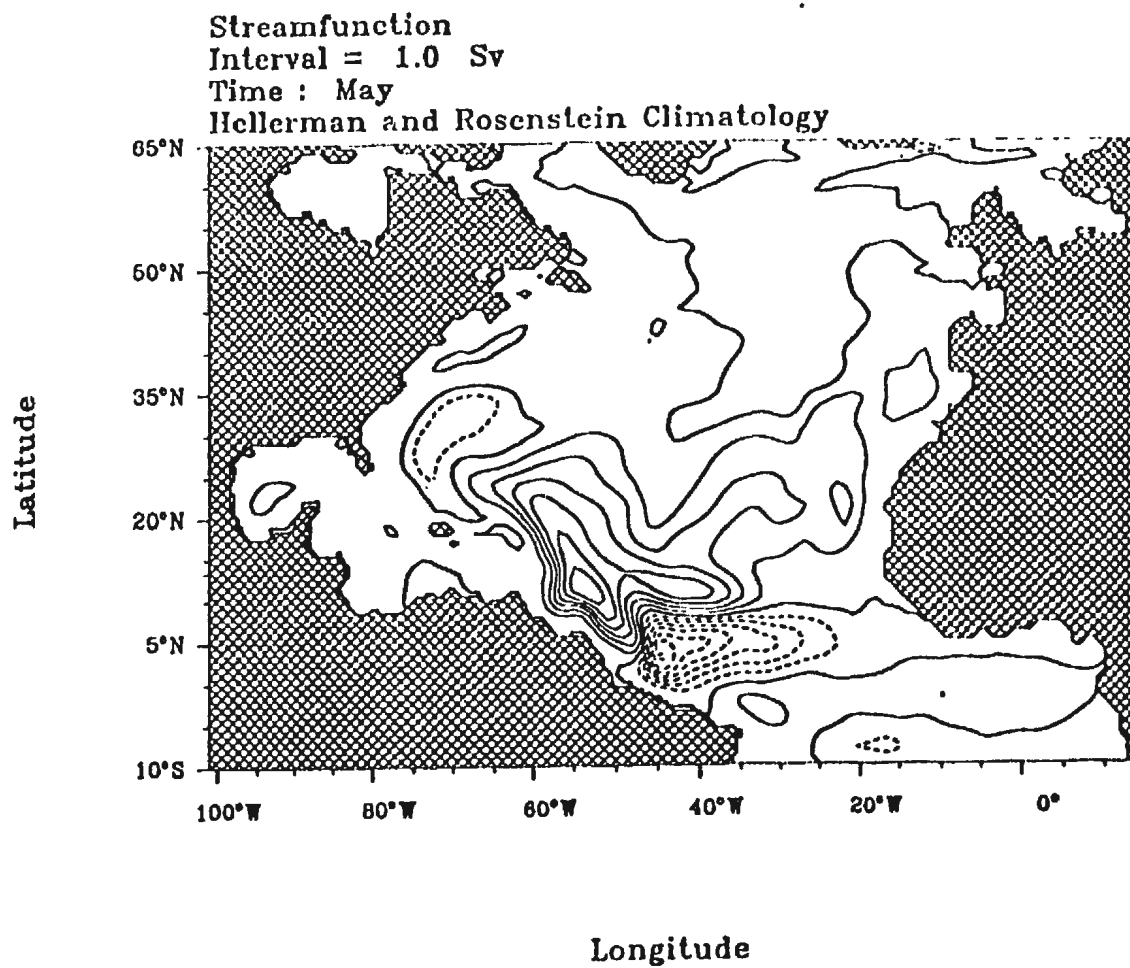 Streamfunction
Interval = 1.0 Sv
Time : May
Hellerman and Rosenstein Climatology
65°N
50°N
35°N
20°N
5°N
10°S
100°W 80°W 60°W 40°W 20°W 0°
Latitude
Longitude